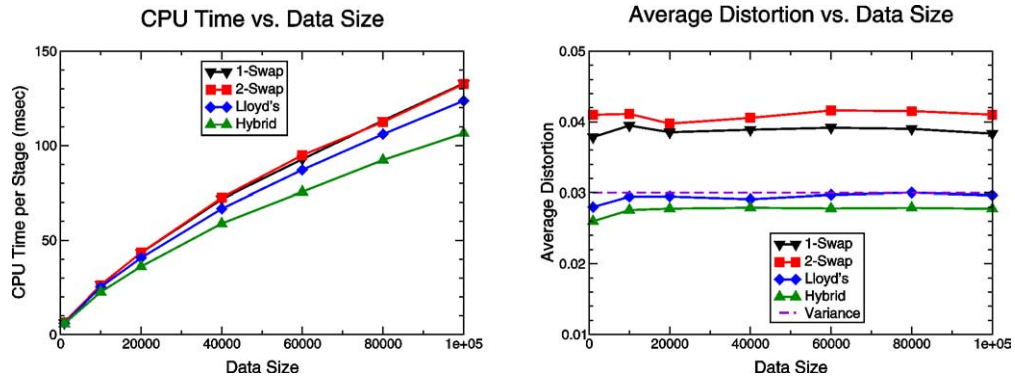 CPU Time vs. Data Size
150
100
50
0
CPU Time per Stage (msec)
1-Swap
2-Swap
Lloyd's
Hybrid
0 20000 40000 60000 80000 1e+05
Data Size
Average Distortion vs. Data Size
0.05
0.04
0.03
0.02
0.01
Average Distortion
1-Swap
2-Swap
Lloyd's
Hybrid
Variance
0 20000 40000 60000 80000 1e+05
Data Size